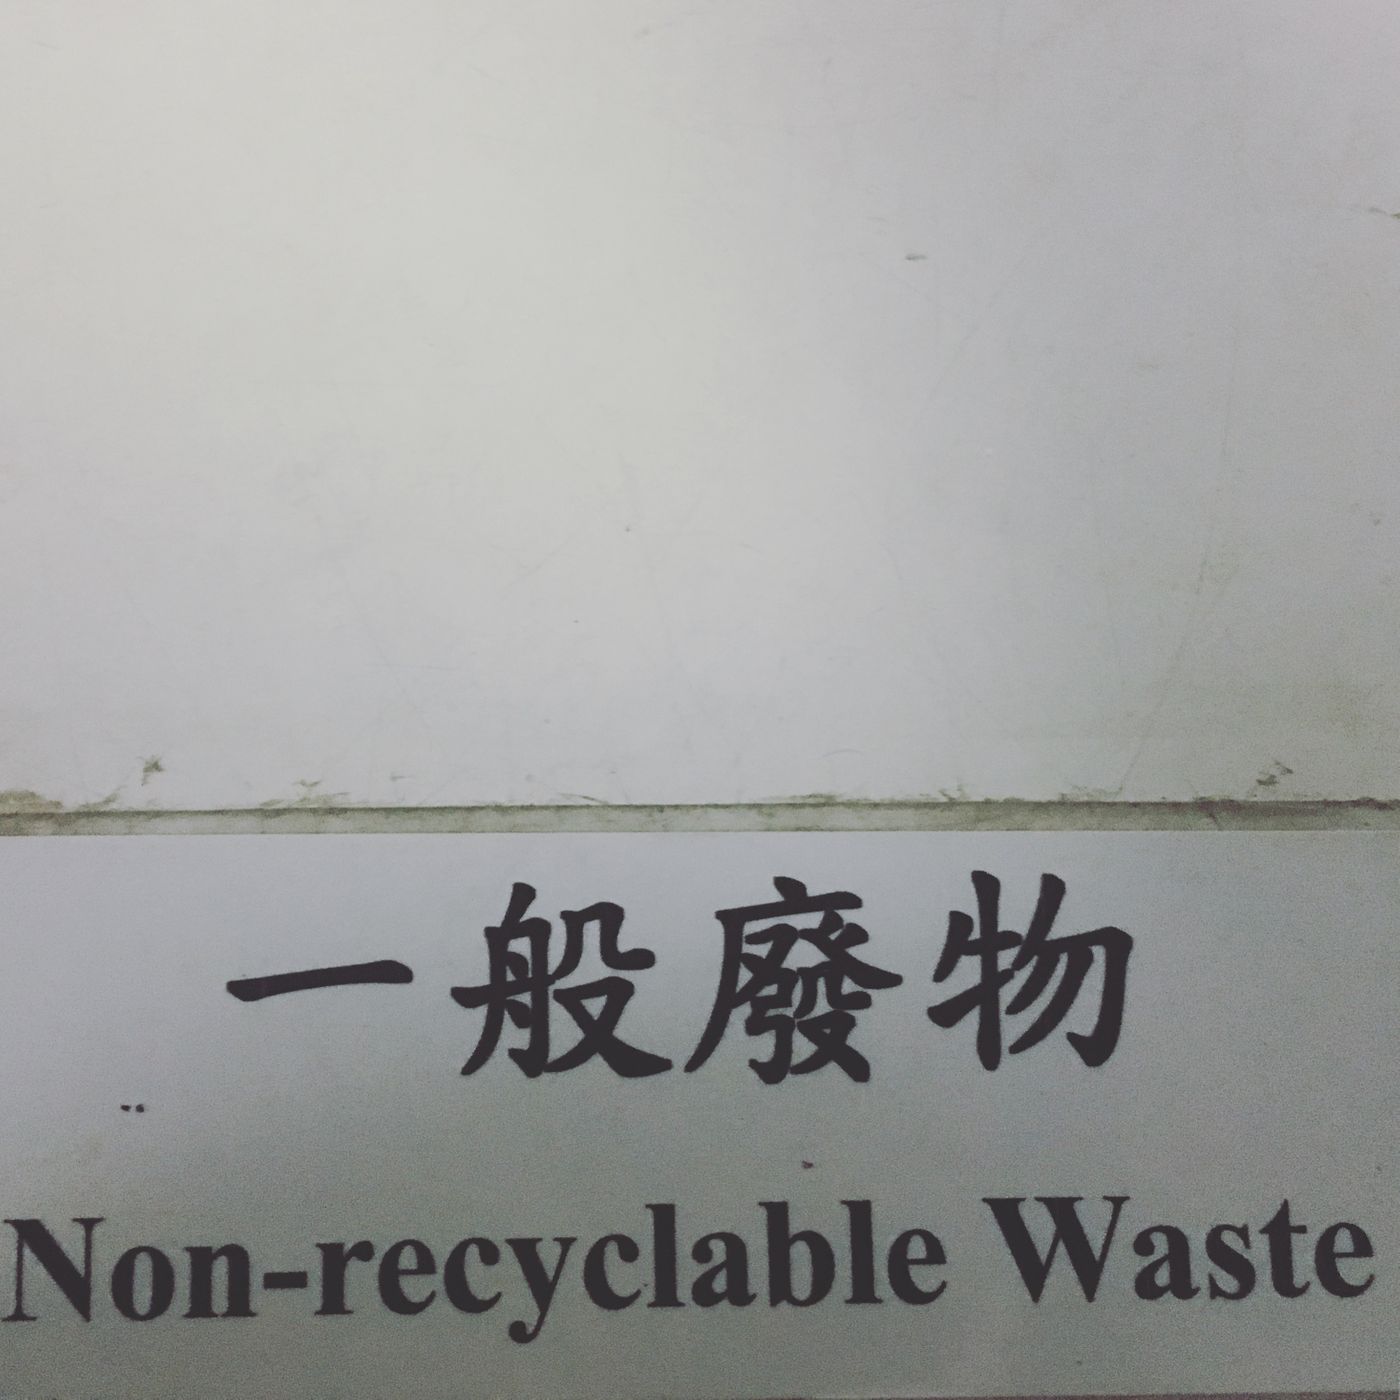 一般廢物
Non-recyclable Waste